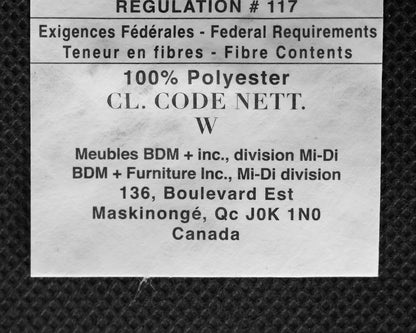 REGULATION # 117
Exigences Fédérales - Federal Requirements
Teneur en fibres - Fibre Contents
100% Polyester
CL. CODE NETT.
W
Meubles BDM + inc., division Mi-Di
BDM + Furniture Inc., Mi-Di division
136, Boulevard Est
Maskinongé, Qc J0K 1N0
Canada